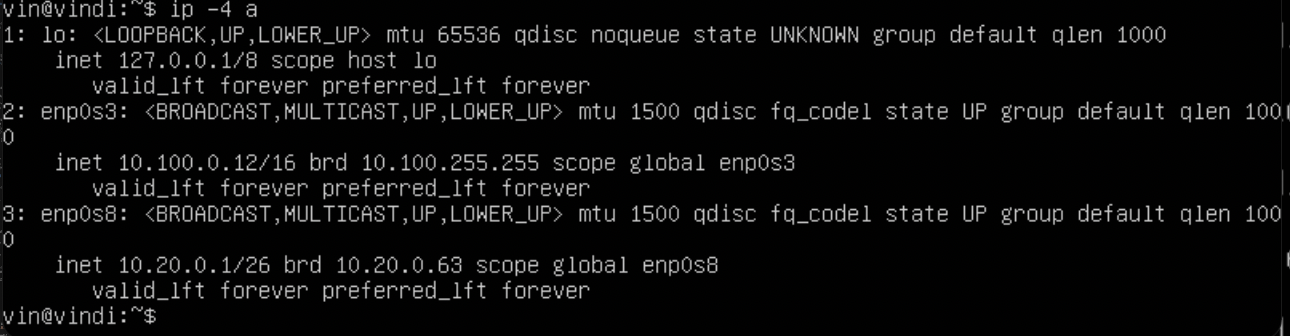 vin@vindi:~$ ip -4 a
1: lo: <LOOPBACK,UP,LOWER_UP> mtu 65536 qdisc noqueue state UNKNOWN group default qlen 1000
    inet 127.0.0.1/8 scope host lo
       valid_lft forever preferred_lft forever
2: enp0s3: <BROADCAST,MULTICAST,UP,LOWER_UP> mtu 1500 qdisc fq_codel state UP group default qlen 100
0
    inet 10.100.0.12/16 brd 10.100.255.255 scope global enp0s3
       valid_lft forever preferred_lft forever
3: enp0s8: <BROADCAST,MULTICAST,UP,LOWER_UP> mtu 1500 qdisc fq_codel state UP group default qlen 100
0
    inet 10.20.0.1/26 brd 10.20.0.63 scope global enp0s8
       valid_lft forever preferred_lft forever
vin@vindi:~$